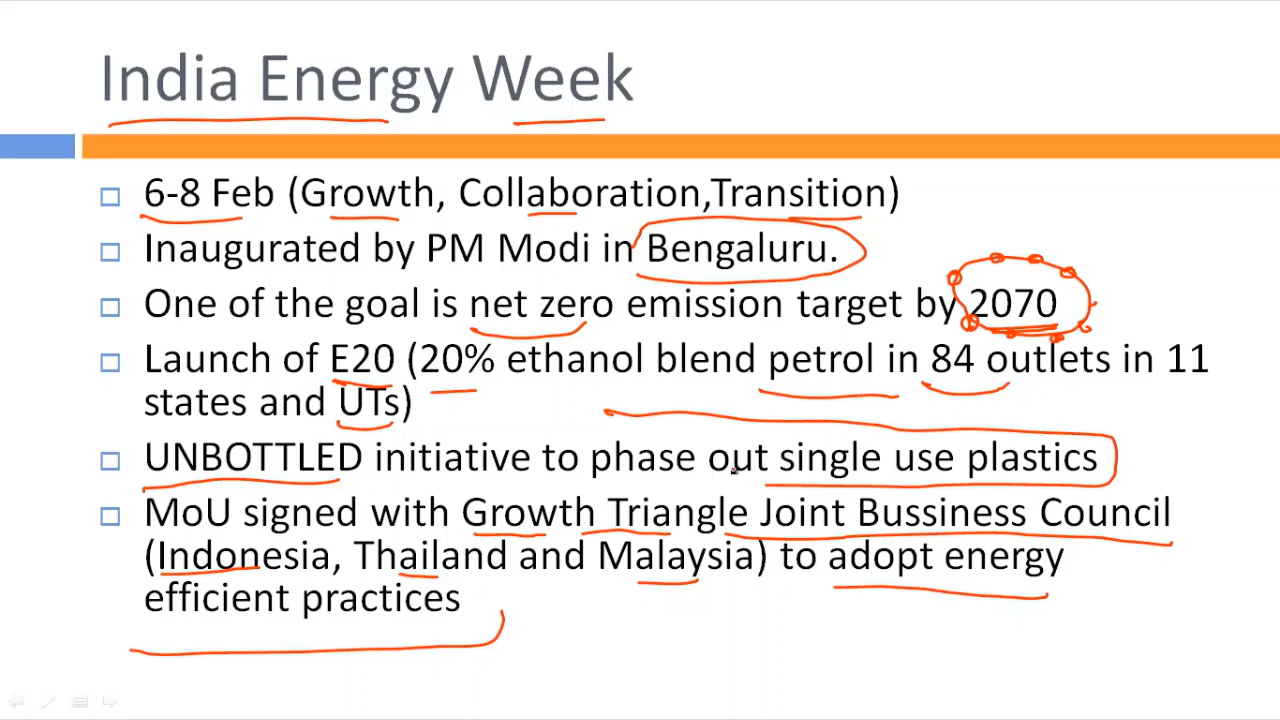 India Energy Week
6-8 Feb (Growth, Collaboration,Transition)
Inaugurated by PM Modi in Bengaluru.
One of the goal is net zero emission target by 2070
Launch of E20 (20% ethanol blend petrol in 84 outlets in 11
states and UTs)
UNBOTTLED initiative to phase out single use plastics
MoU signed with Growth Triangle Joint Bussiness Council
(Indonesia, Thailand and Malaysia) to adopt energy
efficient practices